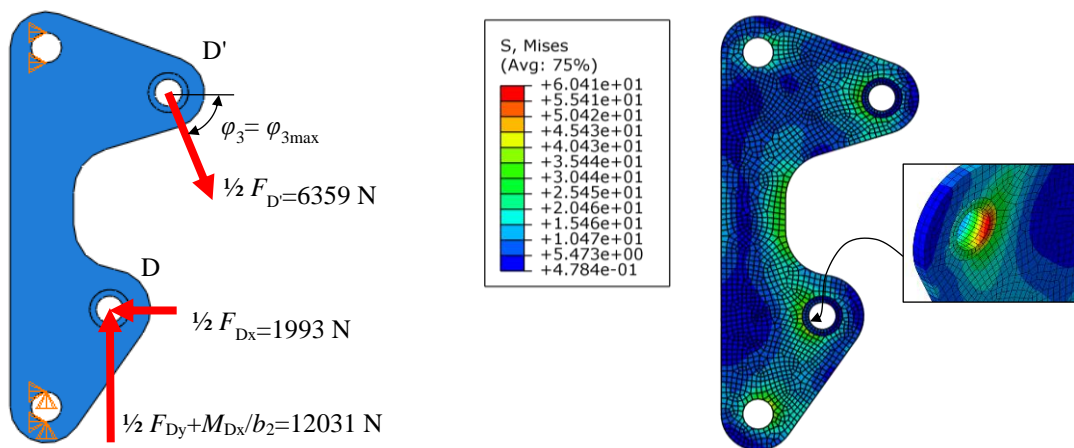 D'
φ3= φ3max
½ FD'=6359 N
D
½ FDx=1993 N
½ FDy+MDx/b2=12031 N
S, Mises
(Avg: 75%)
+6.041e+01
+5.541e+01
+5.042e+01
+4.543e+01
+4.043e+01
+3.544e+01
+3.044e+01
+2.545e+01
+2.046e+01
+1.546e+01
+1.047e+01
+5.473e+00
+4.784e-01